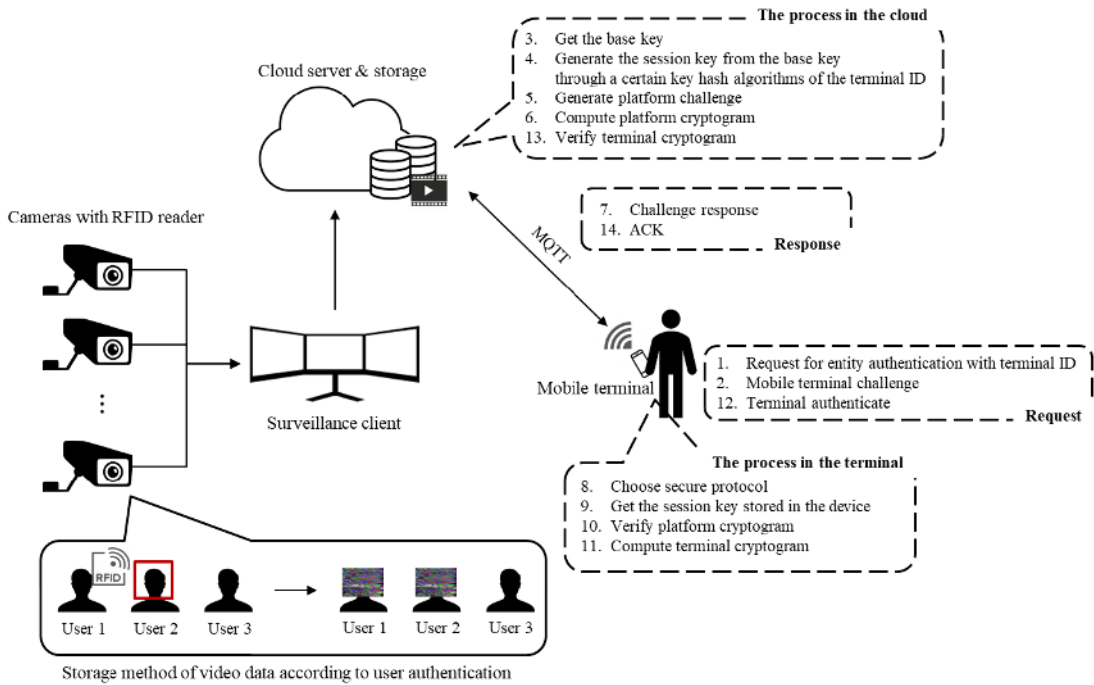 The process in the cloud
3. Get the base key
4. Generate the session key from the base key
through a certain key hash algorithms of the terminal ID
5. Generate platform challenge
6. Compute platform cryptogram
13. Verify terminal cryptogram
Cloud server & storage
7. Challenge response
14. ACK
Response
MQTT
Cameras with RFID reader
Surveillance client
Mobile terminal
1. Request for entity authentication with terminal ID
2. Mobile terminal challenge
12. Terminal authenticate
Request
The process in the terminal
8. Choose secure protocol
9. Get the session key stored in the device
10. Verify platform cryptogram
11. Compute terminal cryptogram
RFID
User 1 User 2 User 3 User 1 User 2 User 3
Storage method of video data according to user authentication